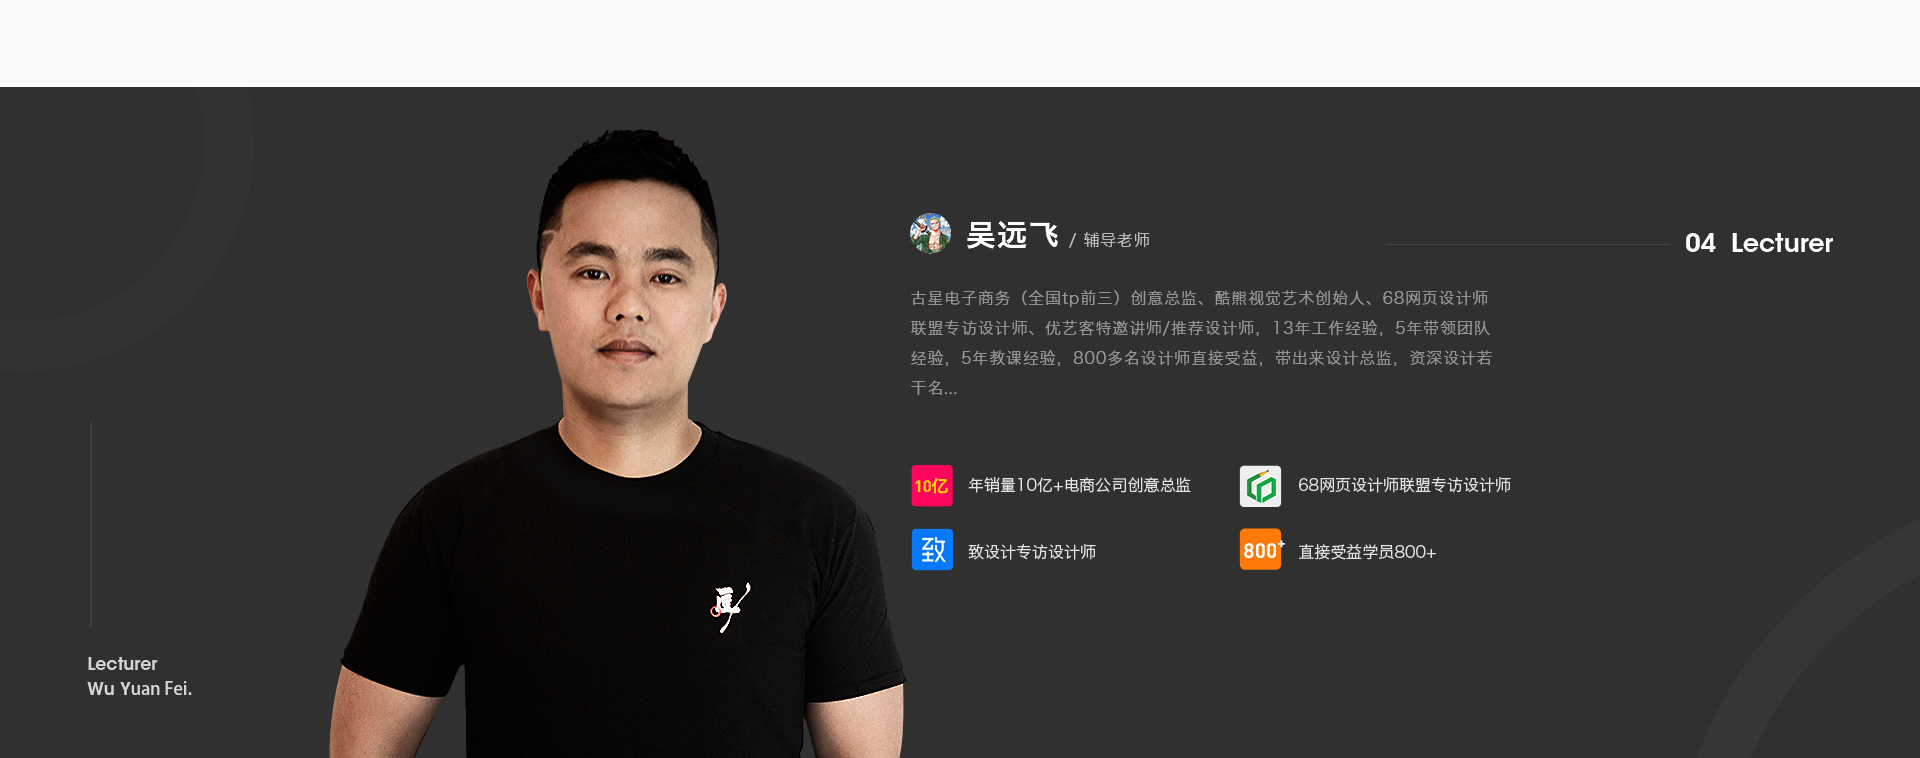 吴远飞 / 辅导老师
04 Lecturer
古星电子商务（全国tp前三）创意总监、酷熊视觉艺术创始人、68网页设计师
联盟专访设计师、优艺客特邀讲师/推荐设计师，13年工作经验，5年带领团队
经验，5年教课经验，800多名设计师直接受益，带出来设计总监，资深设计若
干名...
10亿 年销量10亿+电商公司创意总监
68网页设计师联盟专访设计师
致 致设计专访设计师
800+ 直接受益学员800+
Lecturer
Wu Yuan Fei.